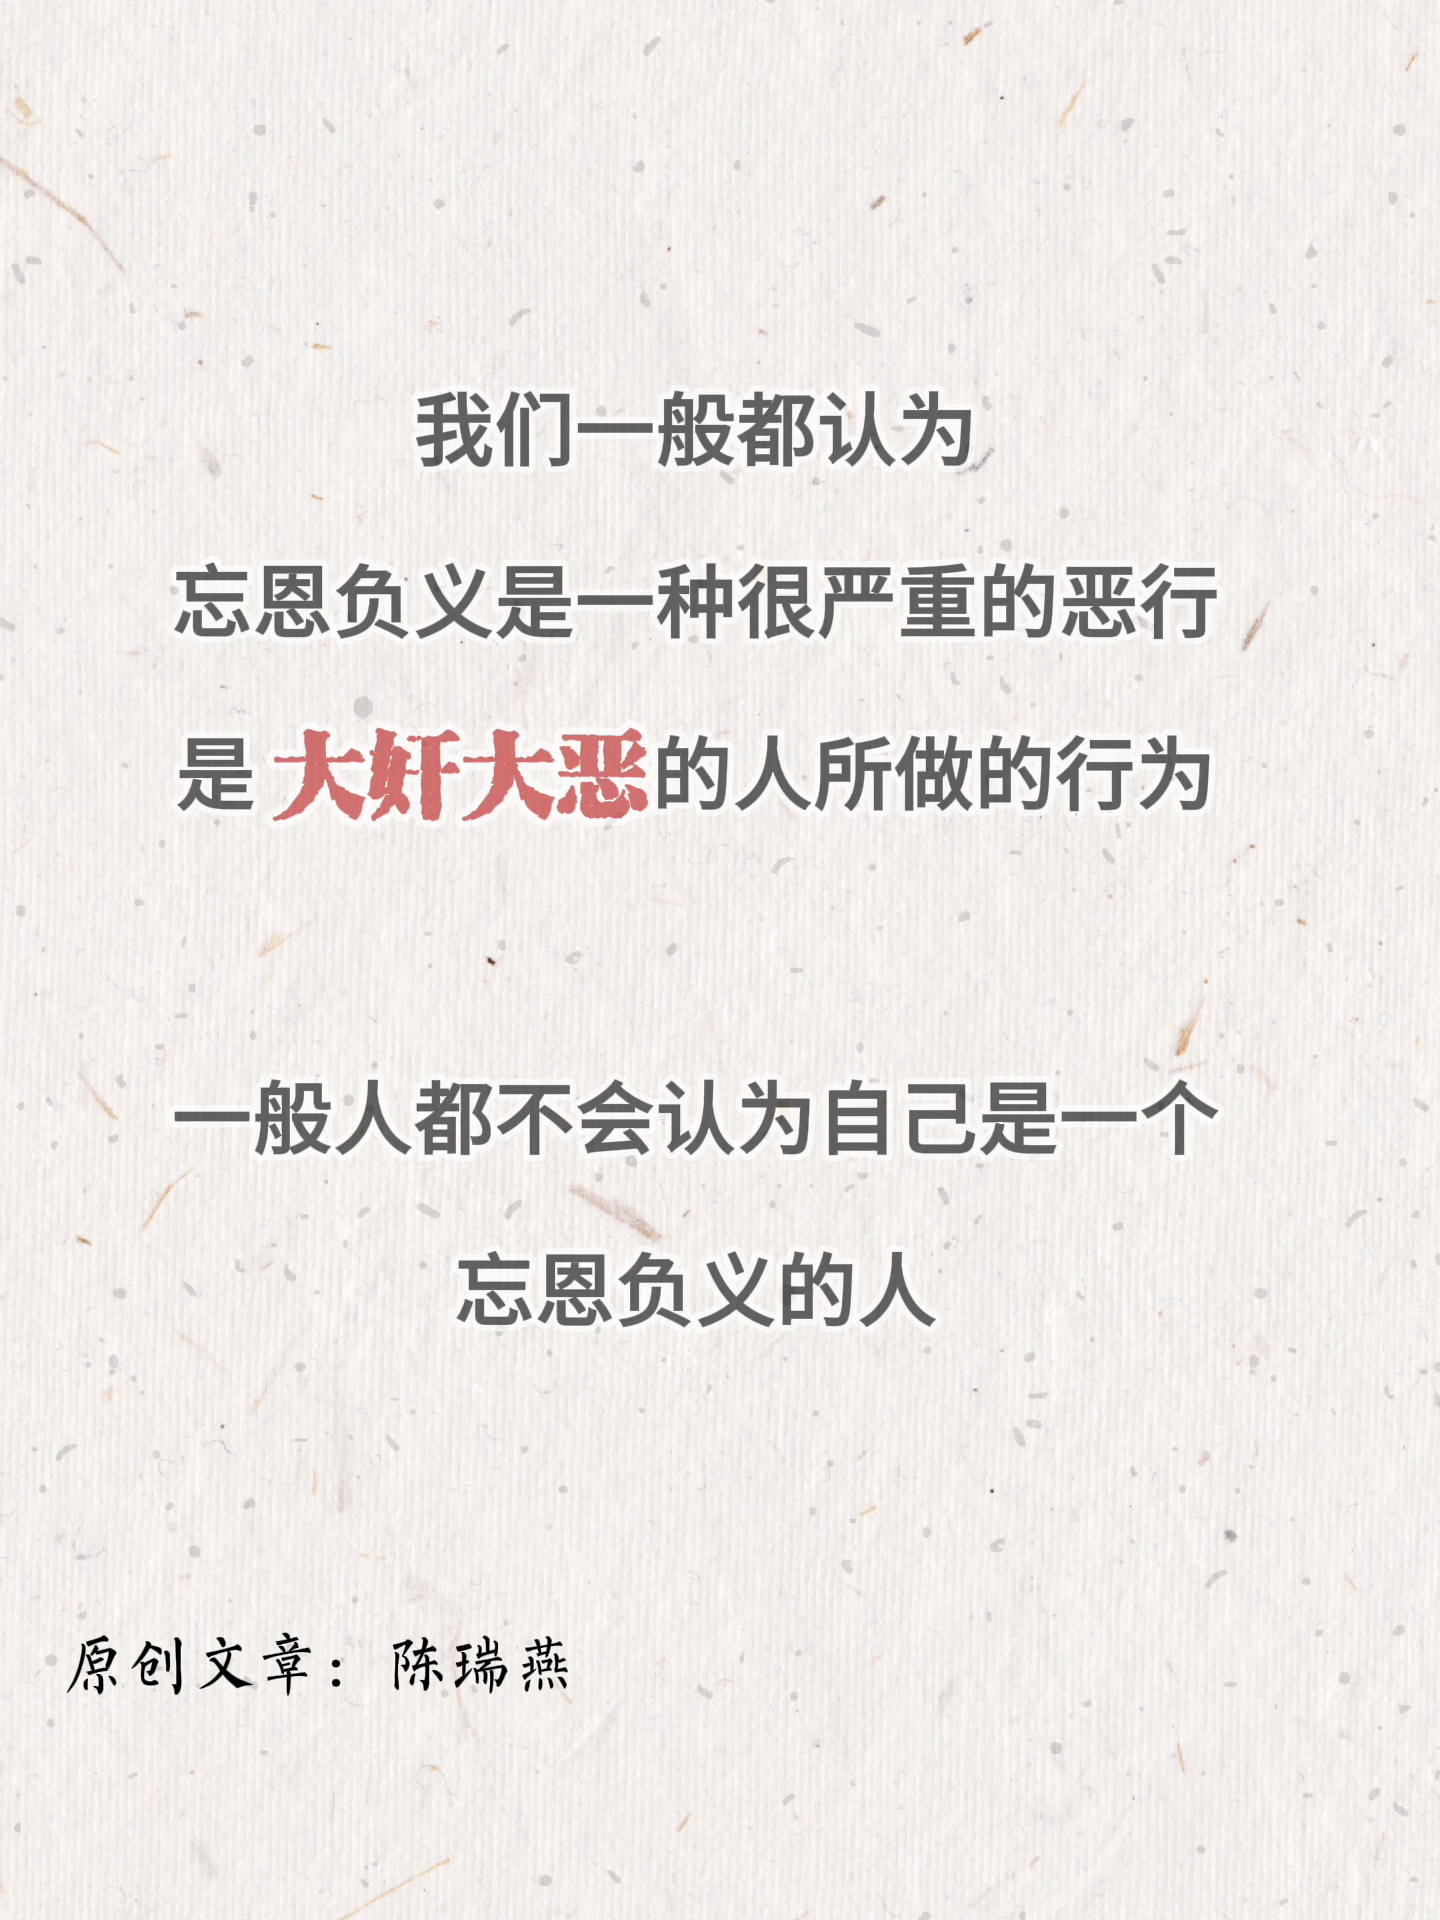 我们一般都认为
忘恩负义是一种很严重的恶行
是大奸大恶的人所做的行为
一般人都不会认为自己是一个
忘恩负义的人
原创文章：陈瑞燕